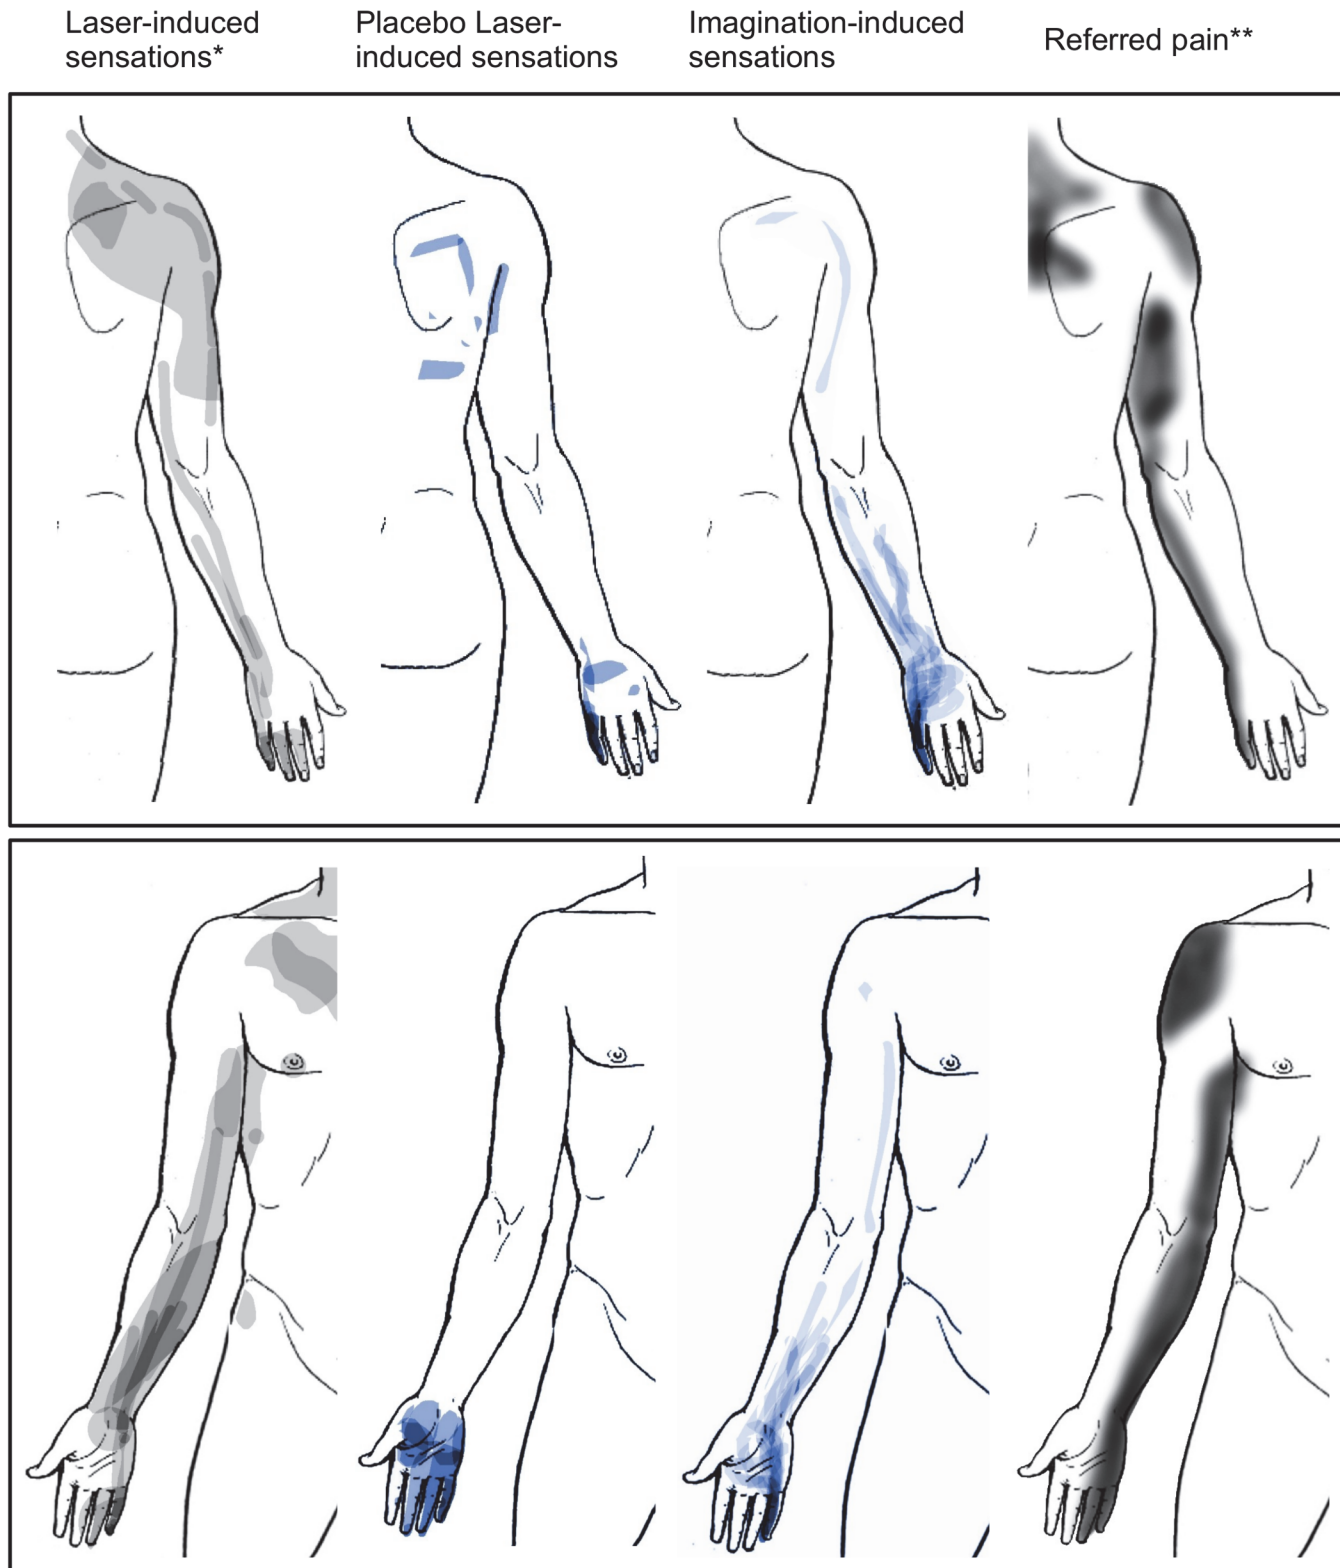 Laser-induced
sensations*
Placebo Laser-
induced sensations
Imagination-induced
sensations
Referred pain**